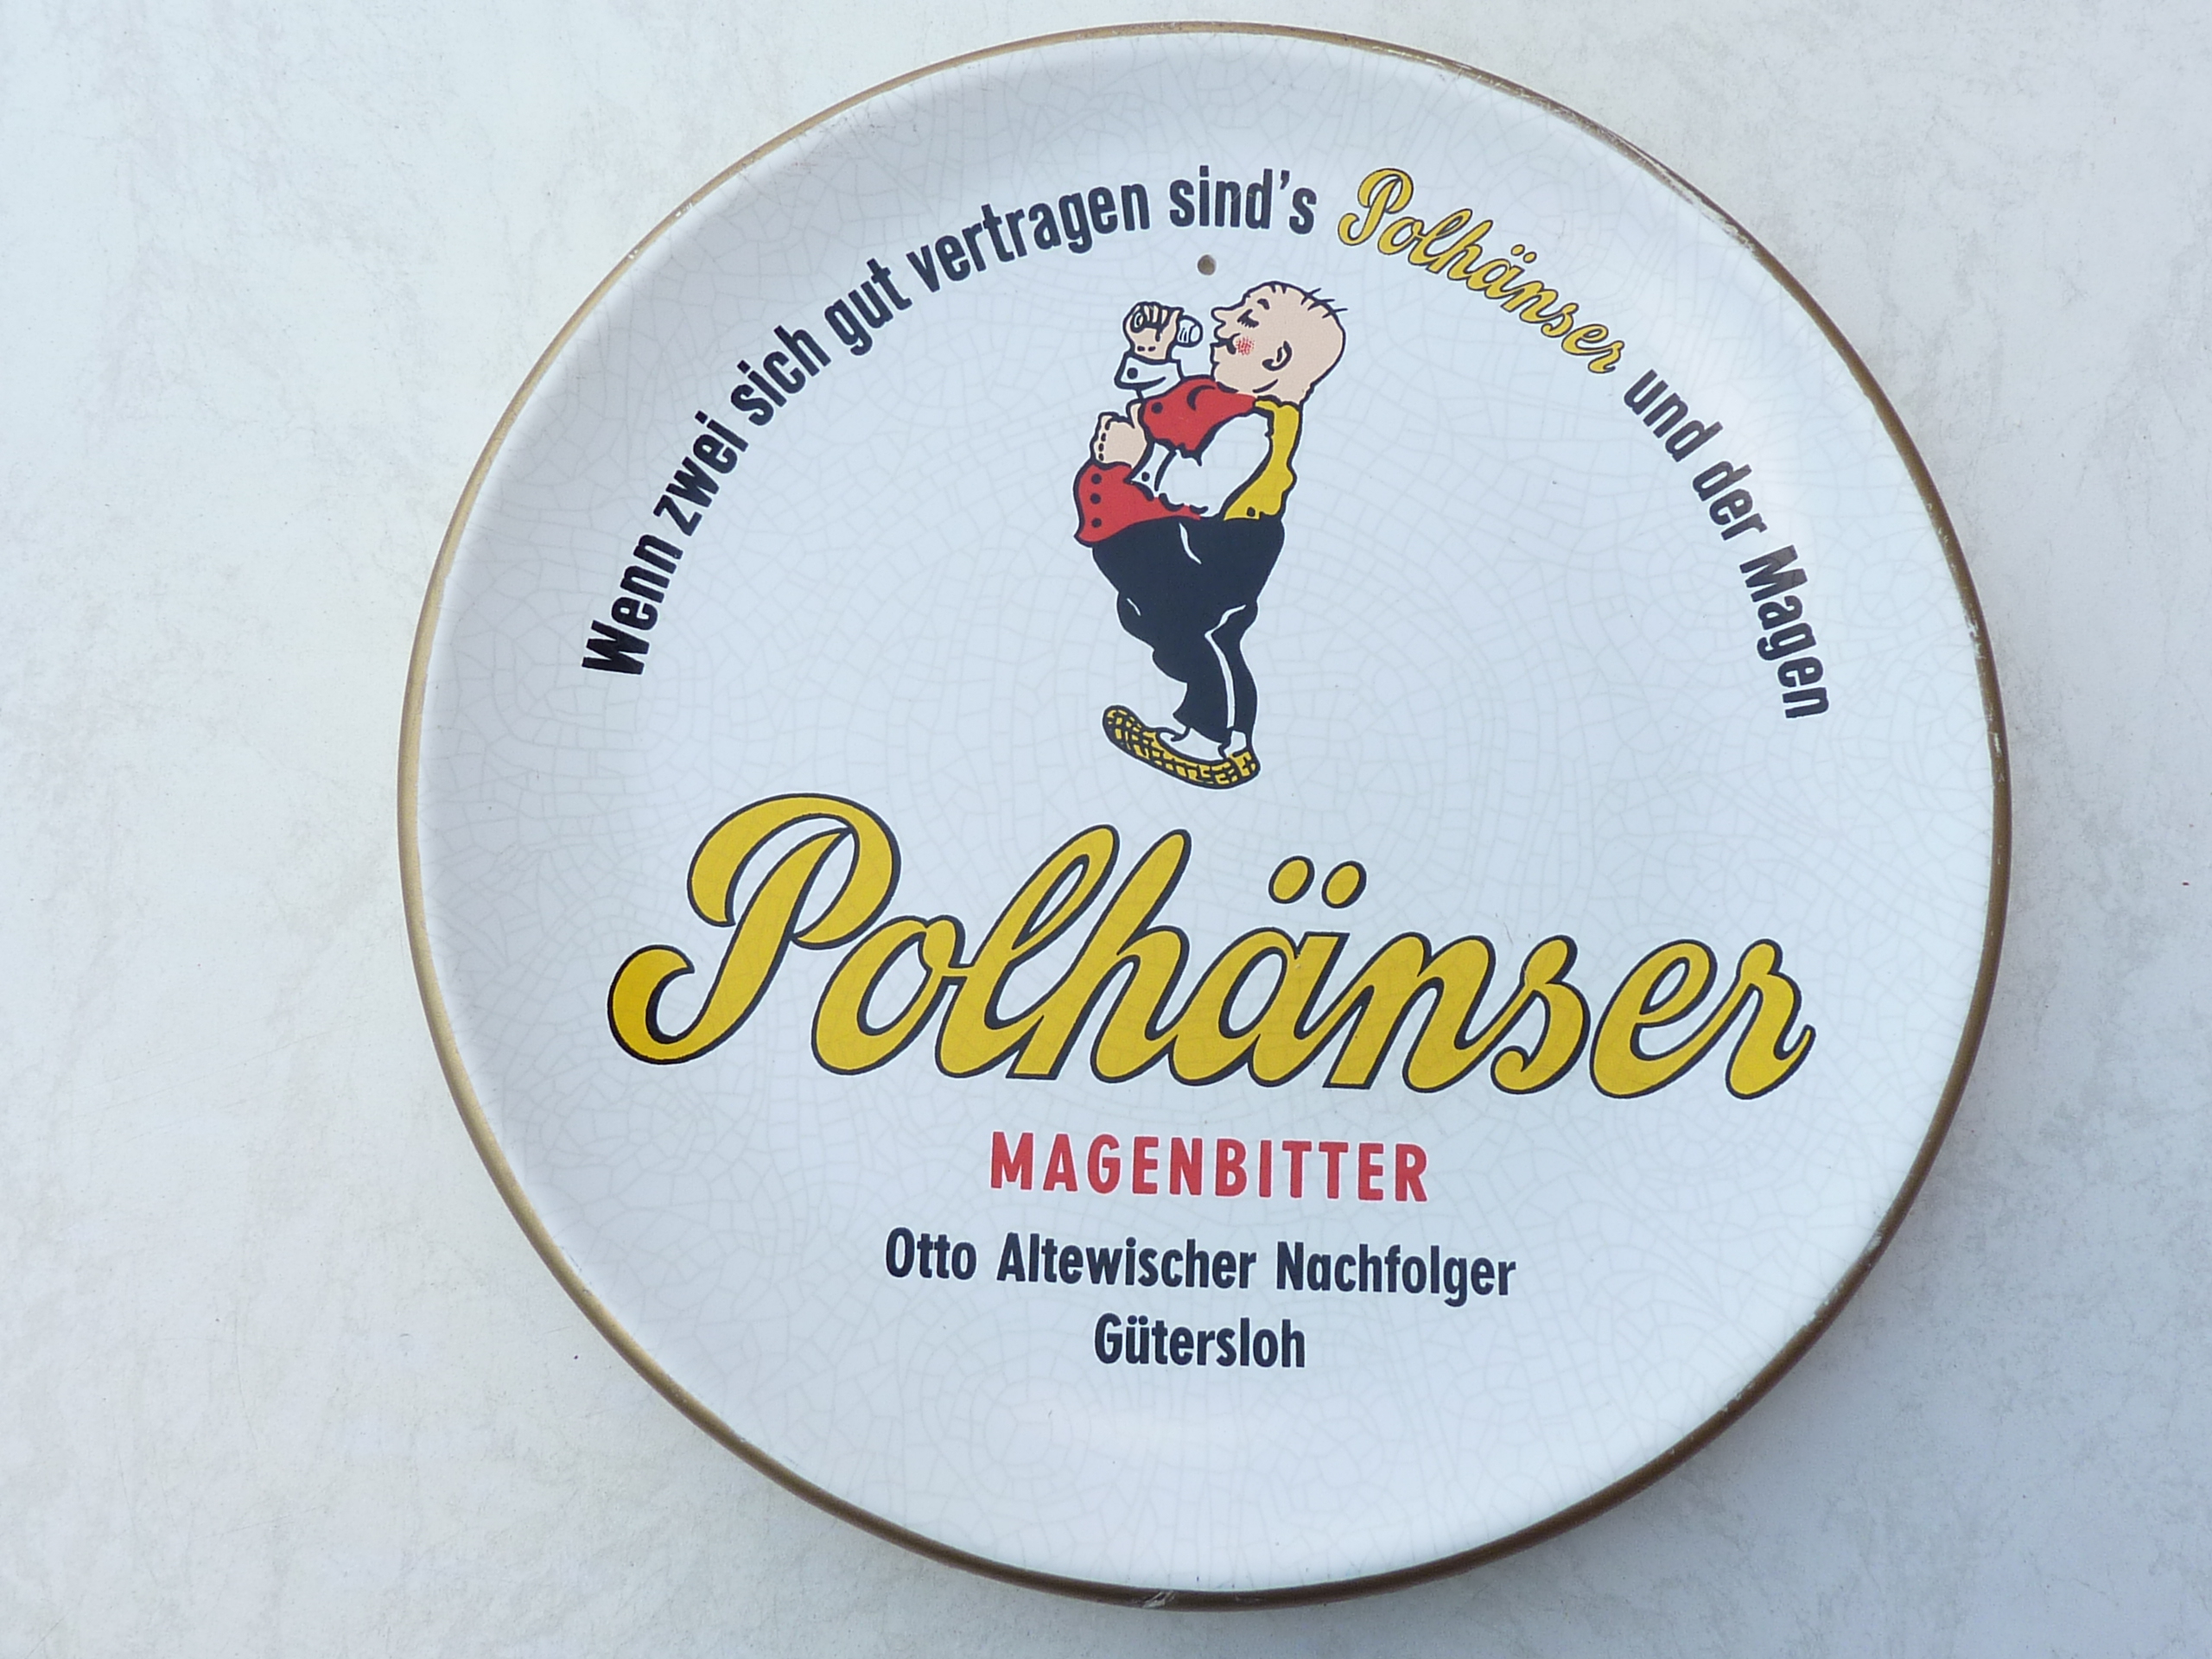 Wenn zwei sich gut vertragen sind's Polhänser und der Magen
Polhänser
MAGENBITTER
Otto Altewischer Nachfolger
Gütersloh